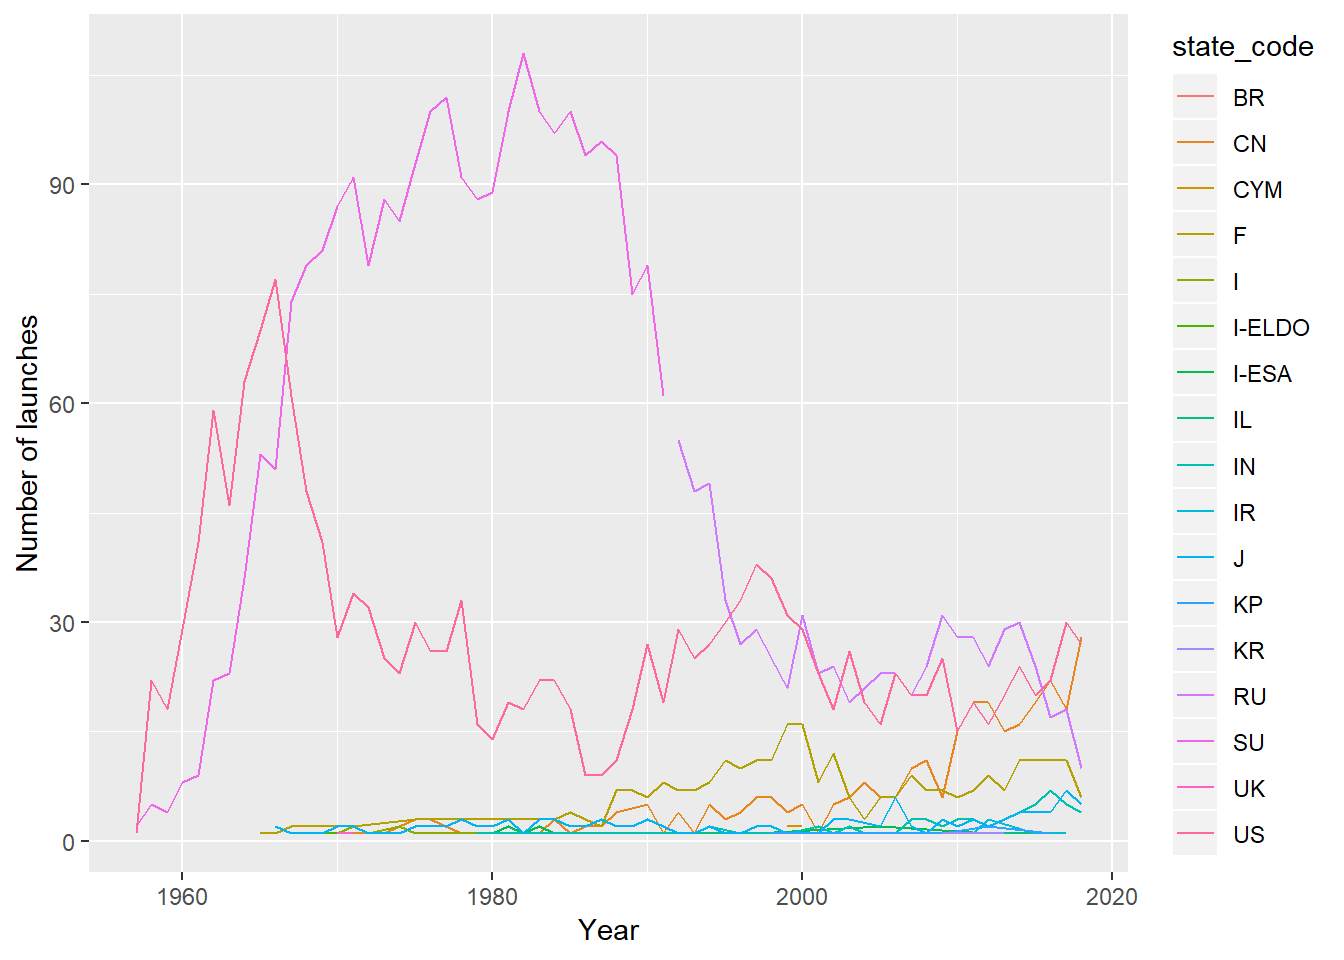 state_code
BR
CN
CYM
F
I
I-ELDO
I-ESA
IL
IN
IR
J
KP
KR
RU
SU
UK
US
Number of launches
90
60
30
0
1960 1980 2000 2020
Year